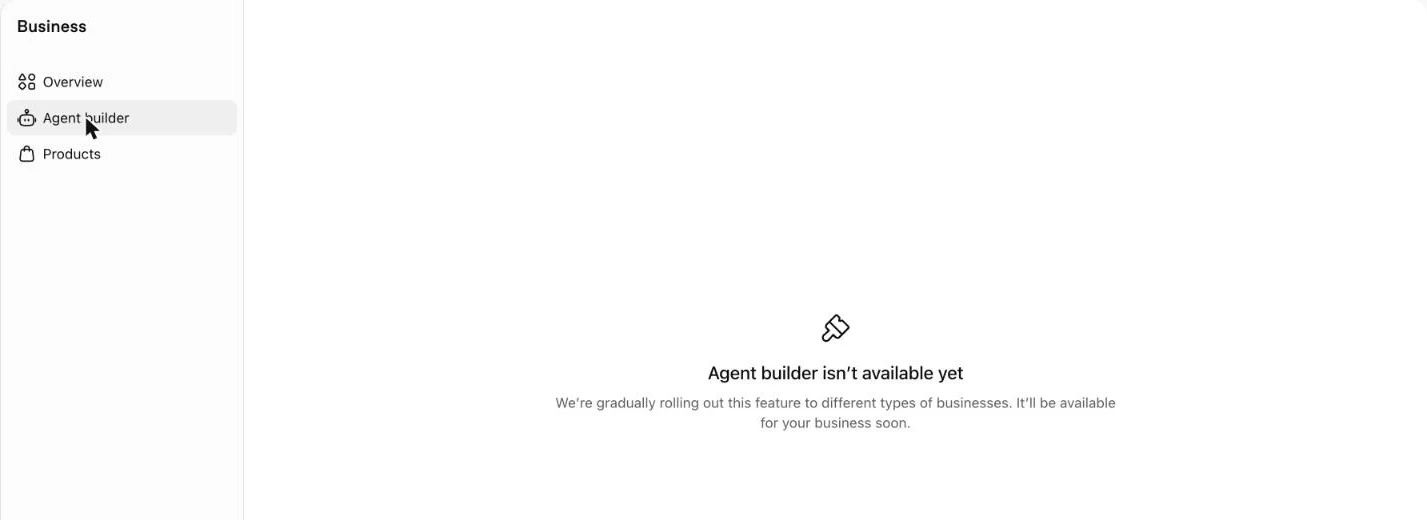 Business
Overview
Agent builder
Products
Agent builder isn't available yet
We're gradually rolling out this feature to different types of businesses. It'll be available
for your business soon.